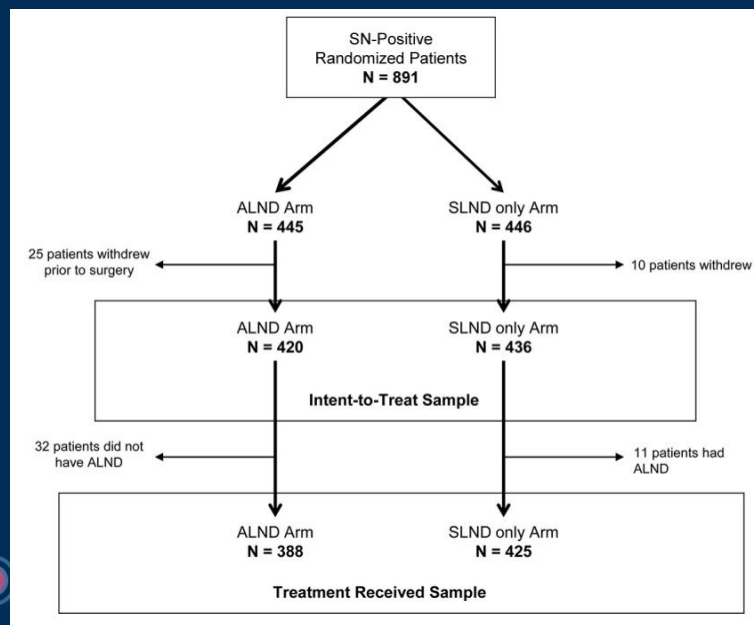 SN-Positive
Randomized Patients
N = 891
ALND Arm
N = 445
SLND only Arm
N = 446
25 patients withdrew
prior to surgery
10 patients withdrew
ALND Arm
N = 420
SLND only Arm
N = 436
Intent-to-Treat Sample
32 patients did not
have ALND
11 patients had
ALND
ALND Arm
N = 388
SLND only Arm
N = 425
Treatment Received Sample